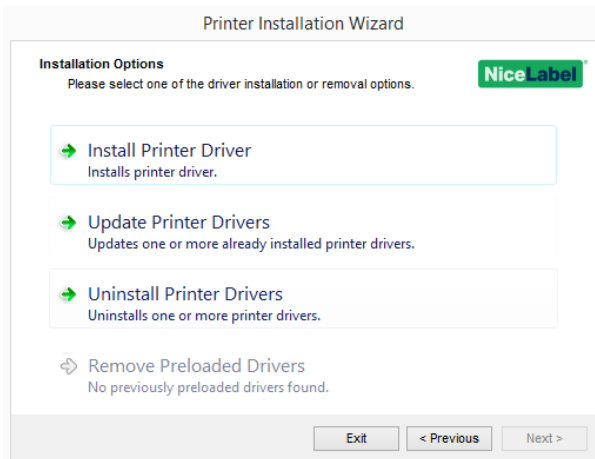 Printer Installation Wizard
Installation Options
Please select one of the driver installation or removal options.
NiceLabel
Install Printer Driver
Installs printer driver.
Update Printer Drivers
Updates one or more already installed printer drivers.
Uninstall Printer Drivers
Uninstalls one or more printer drivers.
Remove Preloaded Drivers
No previously preloaded drivers found.
Exit < Previous Next >